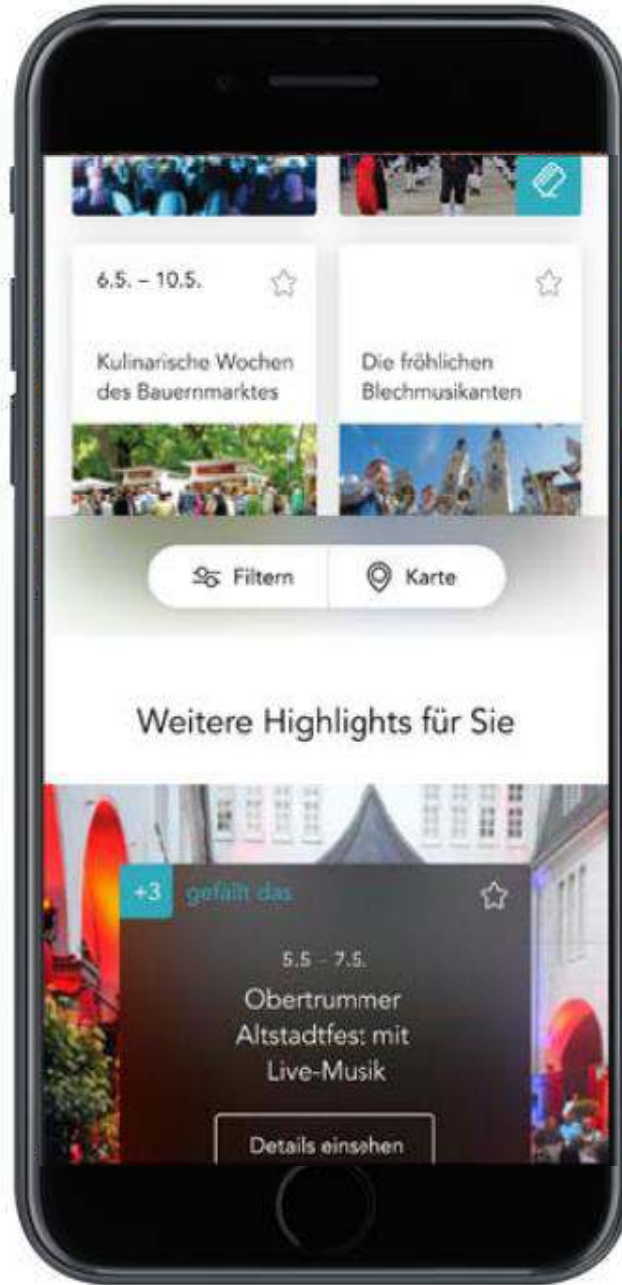 6.5. – 10.5.
Kulinarische Wochen
des Bauernmarktes
Die fröhlichen
Blechmusikanten
Filtern
Karte
Weitere Highlights für Sie
+3 gefällt das
5.5 – 7.5.
Obertrummer
Altstadtfest mit
Live-Musik
Details einsehen